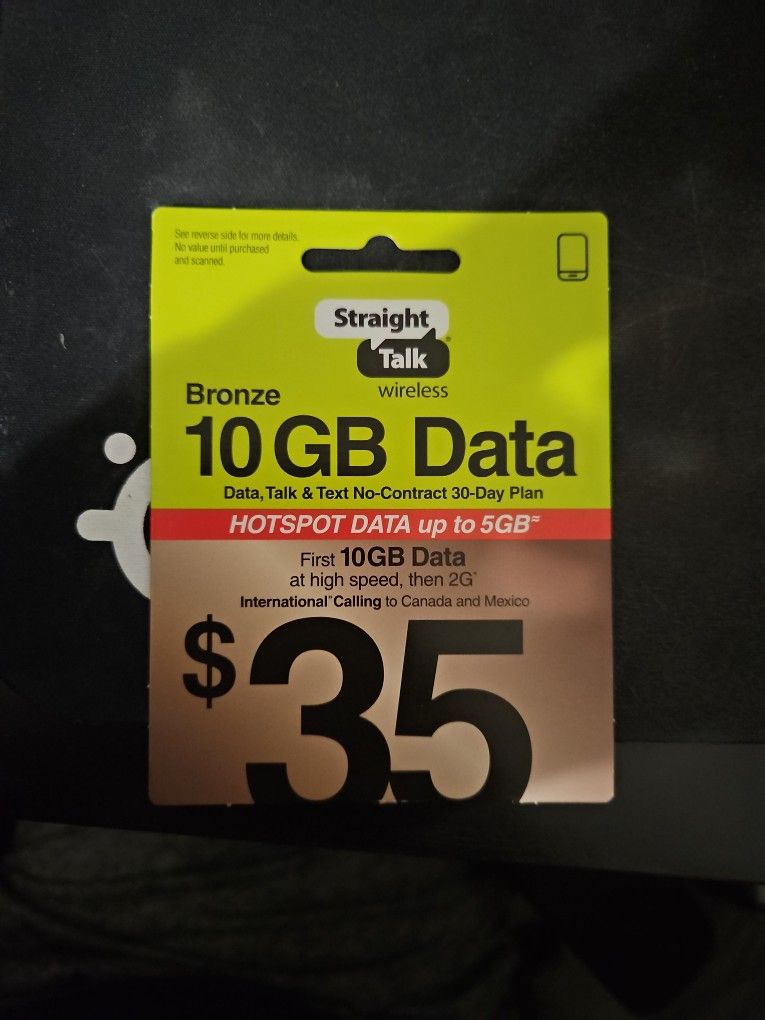 See reverse side for more details.
No value until purchased
and scanned.
Straight
Talk®
wireless
Bronze
10 GB Data
Data, Talk & Text No-Contract 30-Day Plan
HOTSPOT DATA up to 5GB≈
First 10GB Data
at high speed, then 2G*
International" Calling to Canada and Mexico
$35